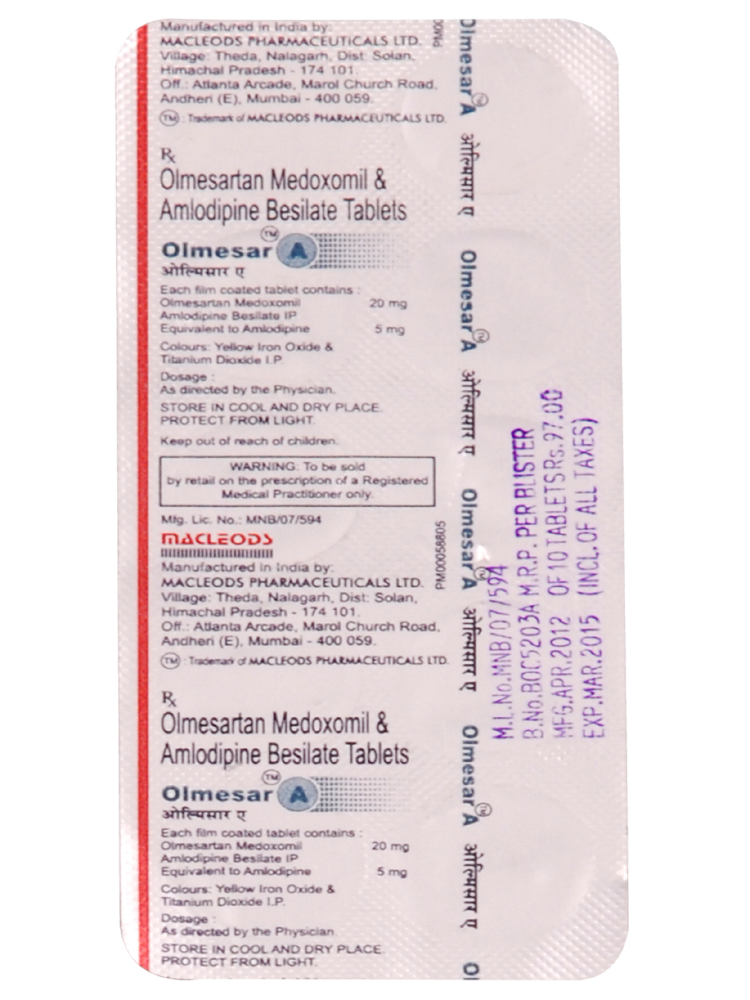 Manufactured in India by:
MACLEODS PHARMACEUTICALS LTD.
Village: Theda, Nalagarh, Dist: Solan,
Himachal Pradesh - 174 101.
Off.: Atlanta Arcade, Marol Church Road,
Andheri (E), Mumbai - 400 059.
TM : Trademark of MACLEODS PHARMACEUTICALS LTD.
Rx
Olmesartan Medoxomil &
Amlodipine Besilate Tablets
Olmesar TM A
ओल्मिसार ए
Each film coated tablet contains :
Olmesartan Medoxomil 20 mg
Amlodipine Besilate IP
Equivalent to Amlodipine 5 mg
Colours: Yellow Iron Oxide &
Titanium Dioxide I.P.
Dosage :
As directed by the Physician.
STORE IN COOL AND DRY PLACE.
PROTECT FROM LIGHT.
Keep out of reach of children.
WARNING. To be sold
by retail on the prescription of a Registered
Medical Practitioner only.
Mfg. Lic. No.: MNB/07/594
MACLEODS
Manufactured in India by:
MACLEODS PHARMACEUTICALS LTD.
Village: Theda, Nalagarh, Dist: Solan,
Himachal Pradesh - 174 101.
Off.: Atlanta Arcade, Marol Church Road,
Andheri (E), Mumbai - 400 059.
TM : Trademark of MACLEODS PHARMACEUTICALS LTD.
Rx
Olmesartan Medoxomil &
Amlodipine Besilate Tablets
Olmesar TM A
ओल्मिसार ए
Each film coated tablet contains :
Olmesartan Medoxomil 20 mg
Amlodipine Besilate IP
Equivalent to Amlodipine 5 mg
Colours: Yellow Iron Oxide &
Titanium Dioxide I.P.
Dosage :
As directed by the Physician.
STORE IN COOL AND DRY PLACE.
PROTECT FROM LIGHT.
PM00
PM00058805
Olmesar TM A ओल्मिसार ए Olmesar TM A ओल्मिसार ए Olmesar TM A ओल्मिसार ए Olmesar TM A ओल्मिसार ए Ol
M.L.No.MNB/07/594
B.No.BOC5203A M.R.P. PER BLISTER
MFG.APR.2012 OF 10 TABLETS Rs.97.00
EXP.MAR.2015 (INCL.OF ALL TAXES)